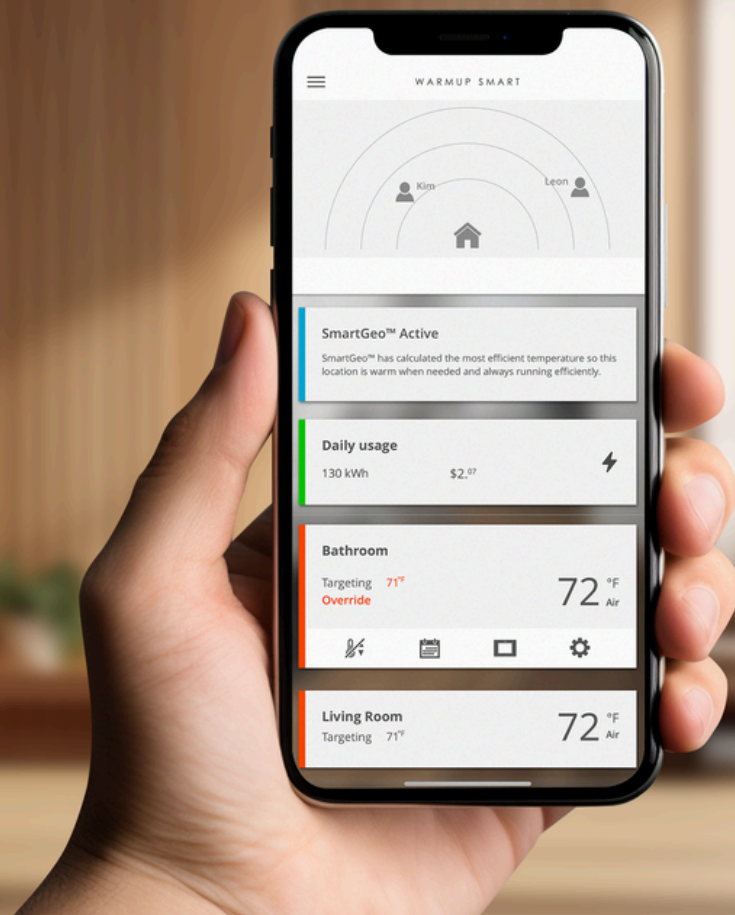 WARMUP SMART
Kim
Leon
SmartGeo™ Active
SmartGeo™ has calculated the most efficient temperature so this
location is warm when needed and always running efficiently.
Daily usage
130 kWh $2.07
Bathroom
Targeting 71°F
Override
72 °F
Air
Living Room
Targeting 71°F
72 °F
Air